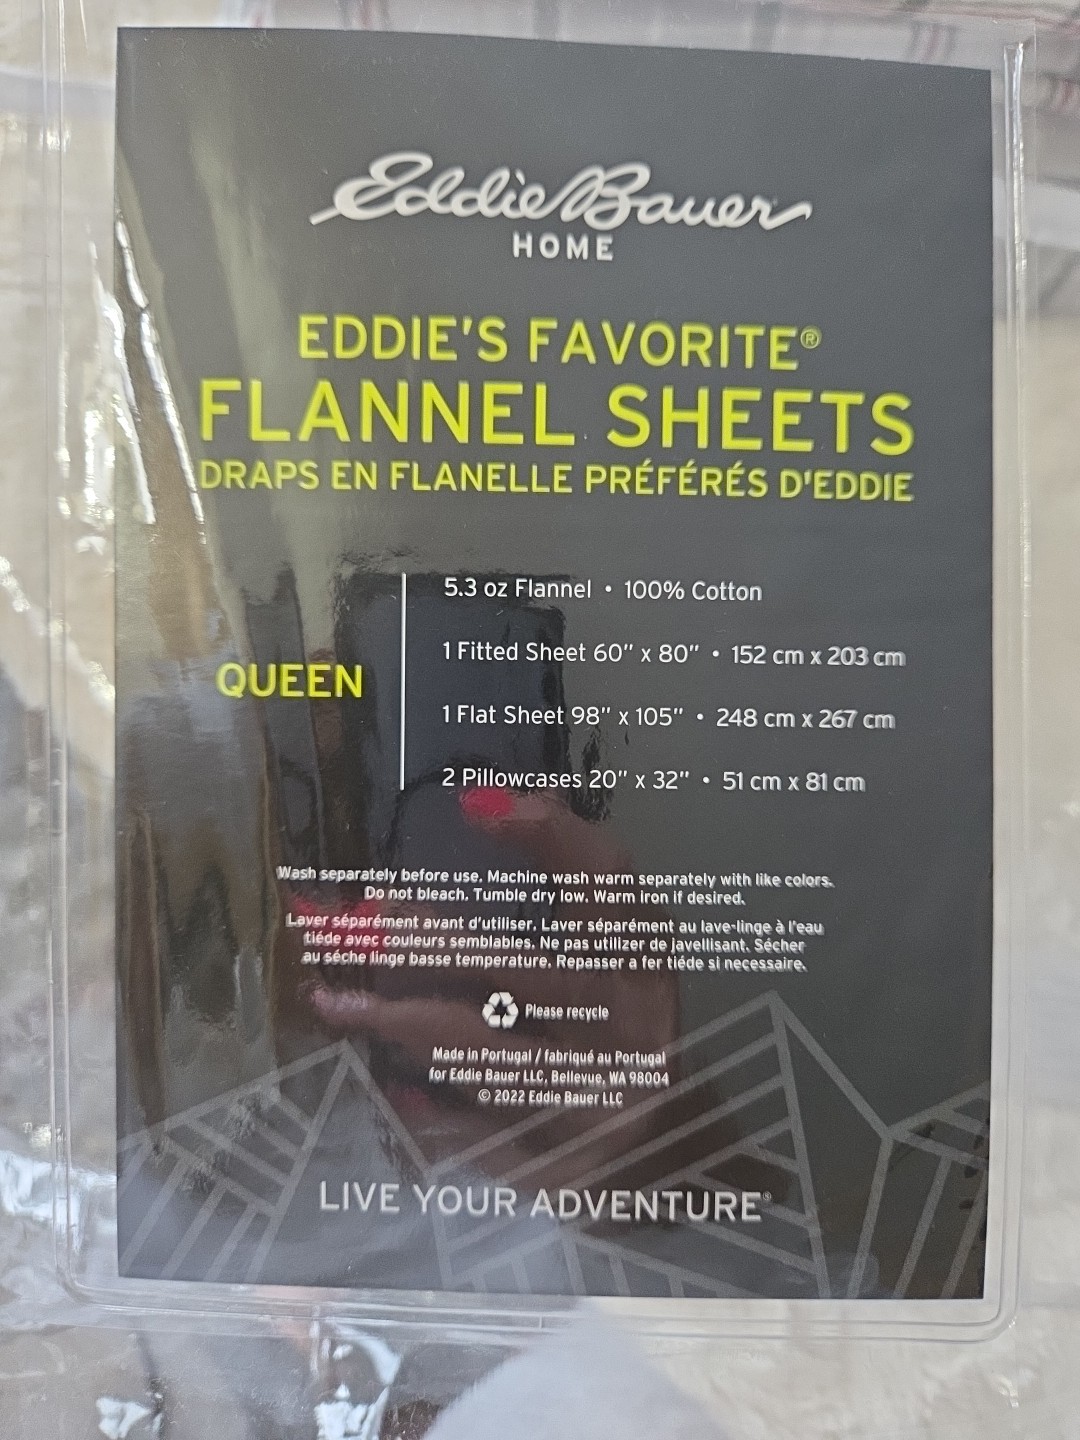 Eddie Bauer
HOME
EDDIE'S FAVORITE®
FLANNEL SHEETS
DRAPS EN FLANELLE PRÉFÉRÉS D'EDDIE
QUEEN
5.3 oz Flannel • 100% Cotton
1 Fitted Sheet 60" x 80" • 152 cm x 203 cm
1 Flat Sheet 98" x 105" • 248 cm x 267 cm
2 Pillowcases 20" x 32" • 51 cm x 81 cm
Wash separately before use. Machine wash warm separately with like colors.
Do not bleach. Tumble dry low. Warm iron if desired.
Laver séparément avant d'utiliser. Laver séparément au lave-linge à l'eau
tiéde avec couleurs semblables. Ne pas utilizer de javellisant. Sécher
au séche linge basse temperature. Repasser a fer tiéde si necessaire.
Please recycle
Made in Portugal / fabriqué au Portugal
for Eddie Bauer LLC, Bellevue, WA 98004
© 2022 Eddie Bauer LLC
LIVE YOUR ADVENTURE®